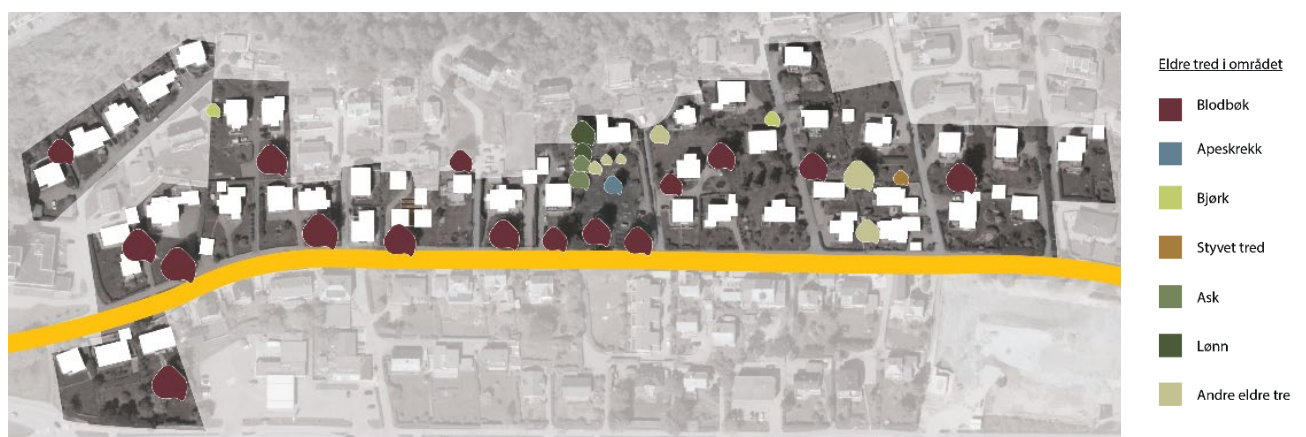 Eldre tred i området
Blodbøk
Apeskrekk
Bjørk
Styvet tred
Ask
Lønn
Andre eldre tre